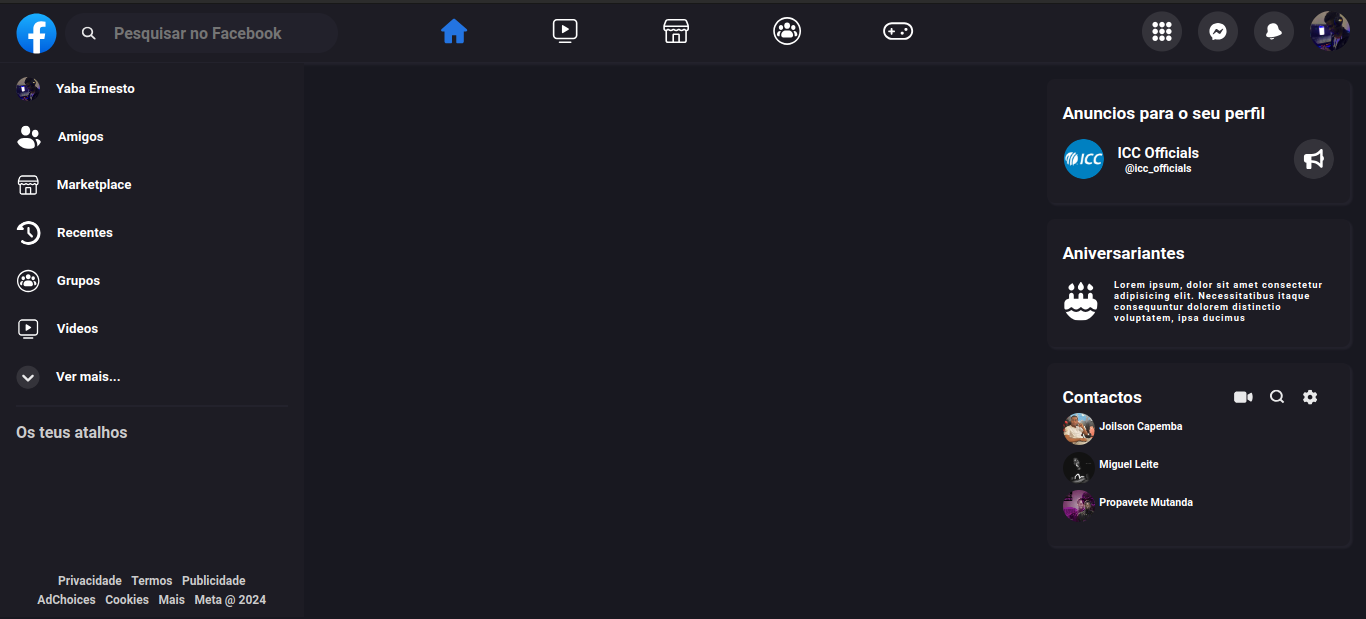 Pesquisar no Facebook
Yaba Ernesto
Amigos
Marketplace
Recentes
Grupos
Videos
Ver mais...
Os teus atalhos
Privacidade Termos Publicidade
AdChoices Cookies Mais Meta @ 2024
Anuncios para o seu perfil
ICC
ICC Officials
@icc_officials
Aniversariantes
Lorem ipsum, dolor sit amet consectetur
adipisicing elit. Necessitatibus itaque
consequuntur dolorem distinctio
voluptatem, ipsa ducimus
Contactos
Joilson Capemba
Miguel Leite
Propavete Mutanda